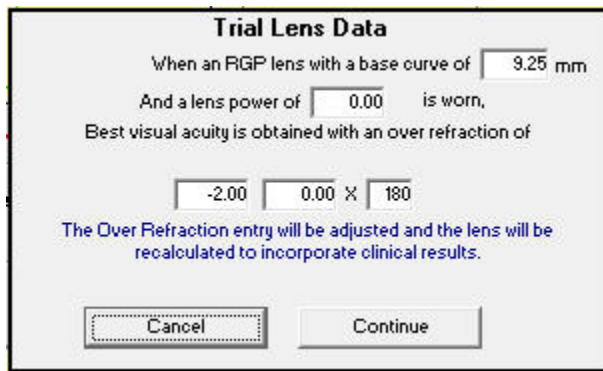 Trial Lens Data
When an RGP lens with a base curve of 9.25 mm
And a lens power of 0.00 is worn,
Best visual acuity is obtained with an over refraction of
-2.00 0.00 X 180
The Over Refraction entry will be adjusted and the lens will be
recalculated to incorporate clinical results.
Cancel Continue